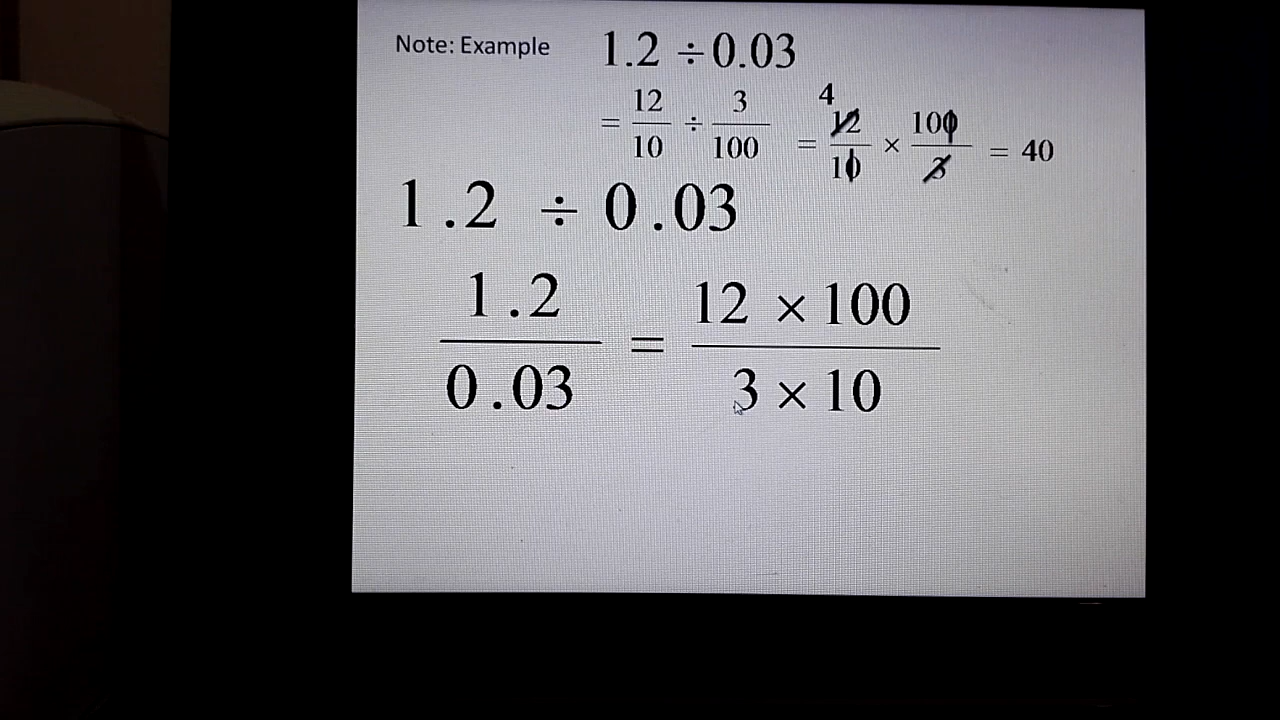 Note: Example 1.2 ÷ 0.03
= 12/10 ÷ 3/100 = 4 12/10 × 100/3 = 40
1.2 ÷ 0.03
1.2/0.03 = 12 × 100/3 × 10